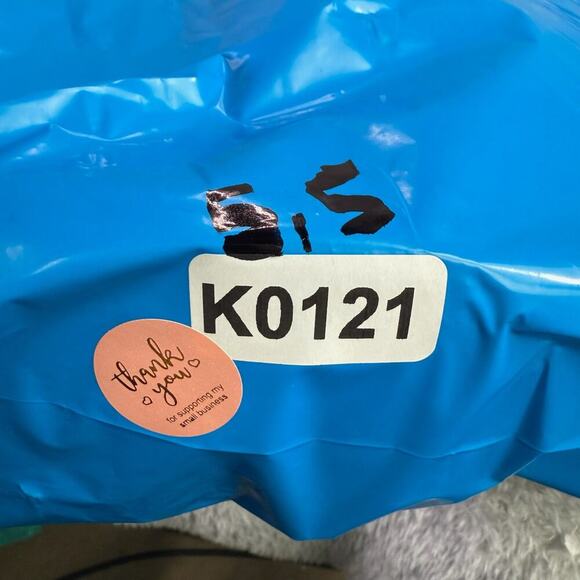 5.5
K0121
thank
you
for supporting my
small business